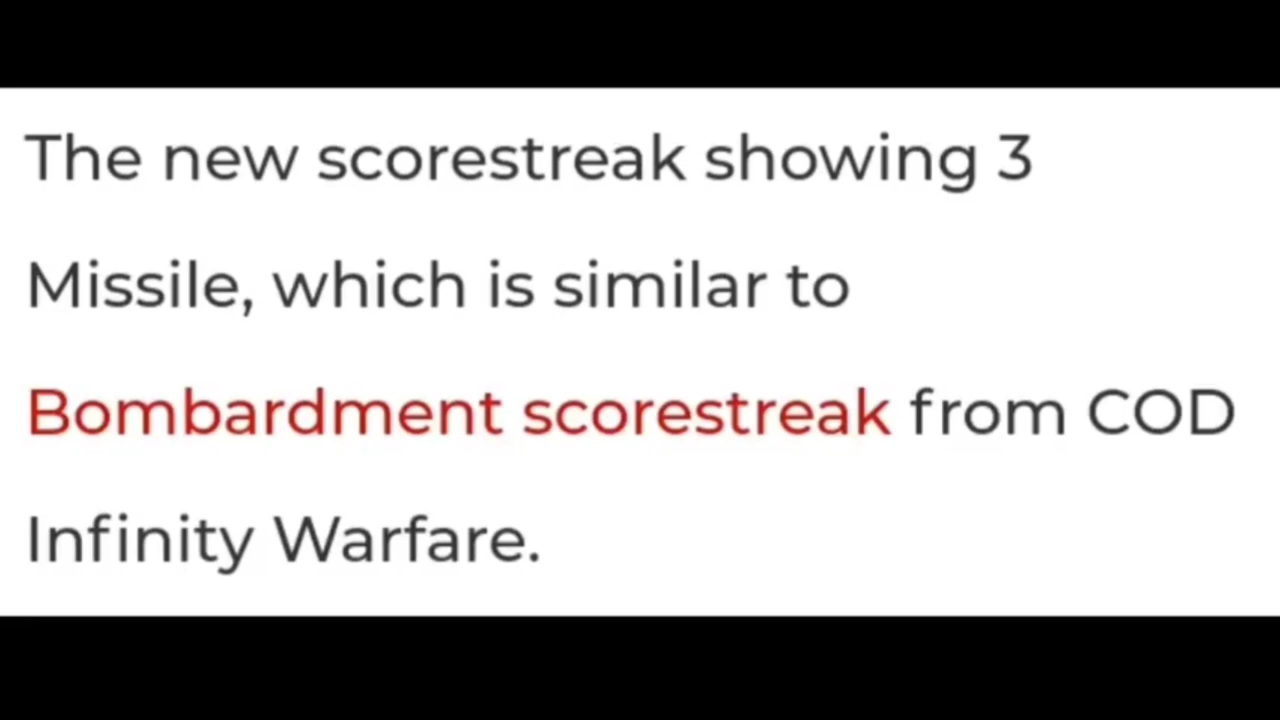 The new scorestreak showing 3
Missile, which is similar to
Bombardment scorestreak from COD
Infinity Warfare.